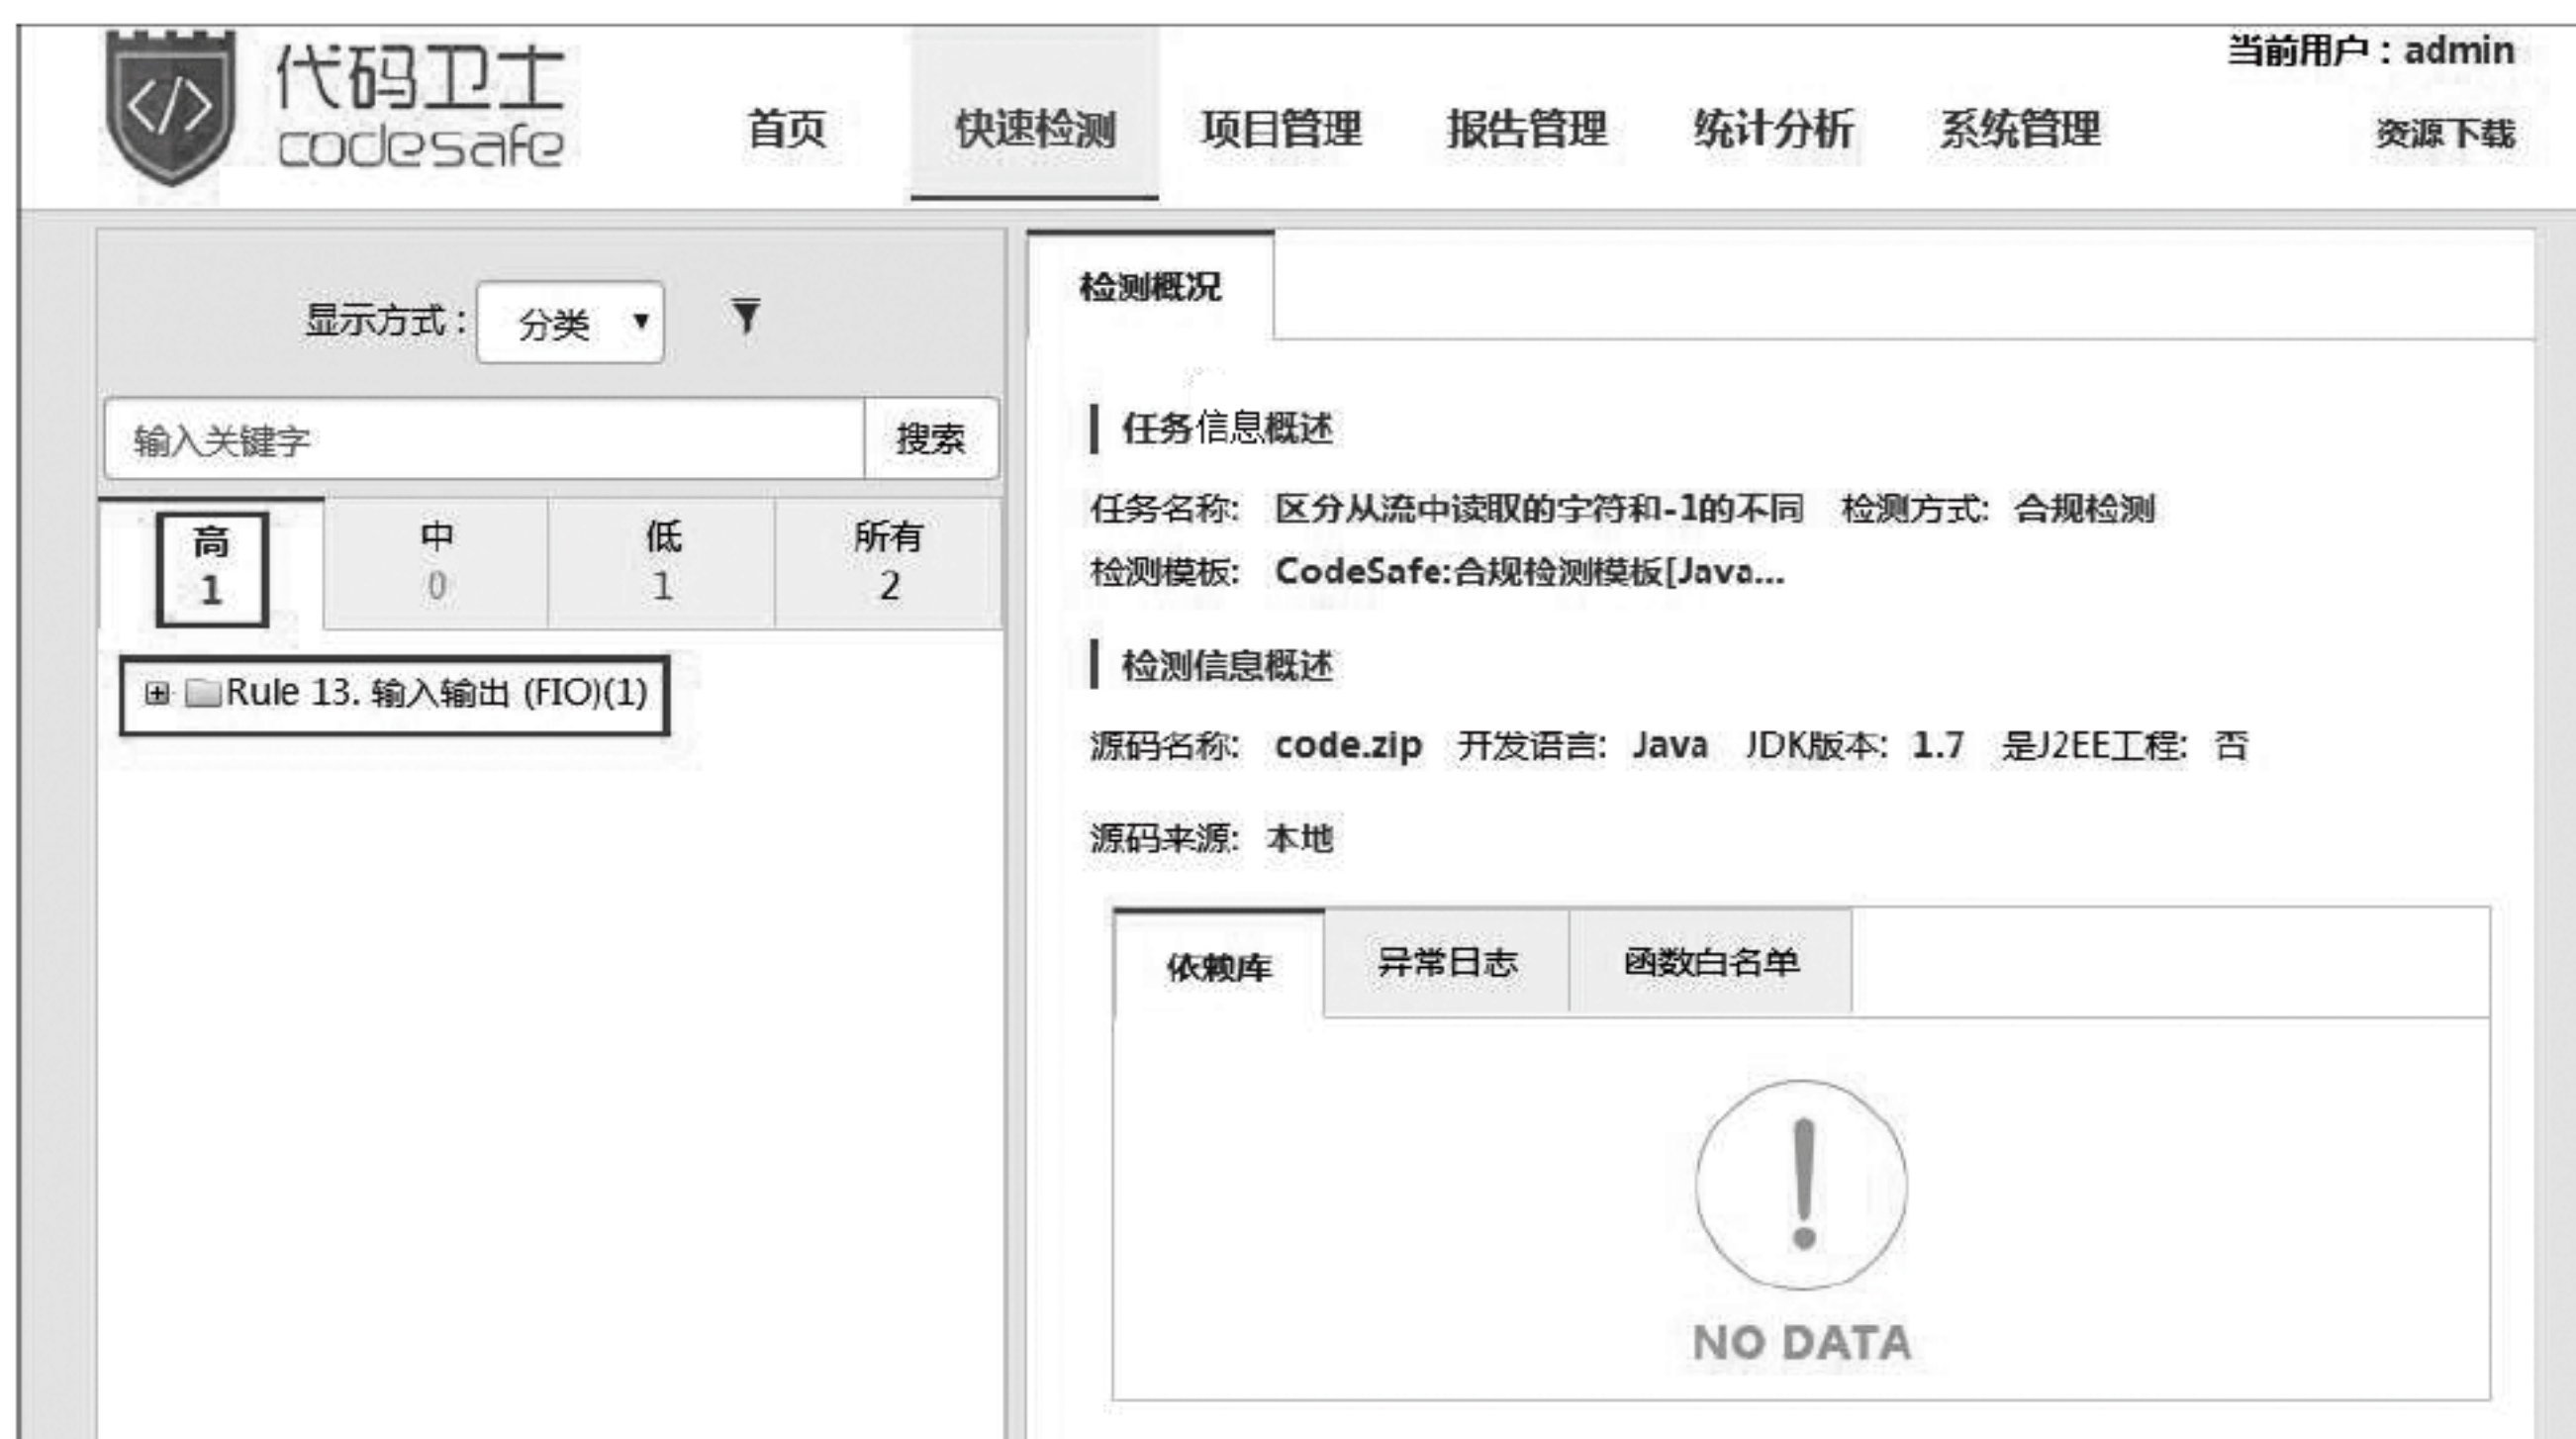 当前用户：admin
代码卫士
codesafe
首页 快速检测 项目管理 报告管理 统计分析 系统管理 资源下载
显示方式： 分类
输入关键字 搜索
高 中 低 所有
1 0 1 2
Rule 13. 输入输出 (FIO)(1)
检测概况
任务信息概述
任务名称: 区分从流中读取的字符和-1的不同 检测方式: 合规检测
检测模板: CodeSafe:合规检测模板[Java...
检测信息概述
源码名称: code.zip 开发语言: Java JDK版本: 1.7 是J2EE工程: 否
源码来源: 本地
依赖库 异常日志 函数白名单
NO DATA